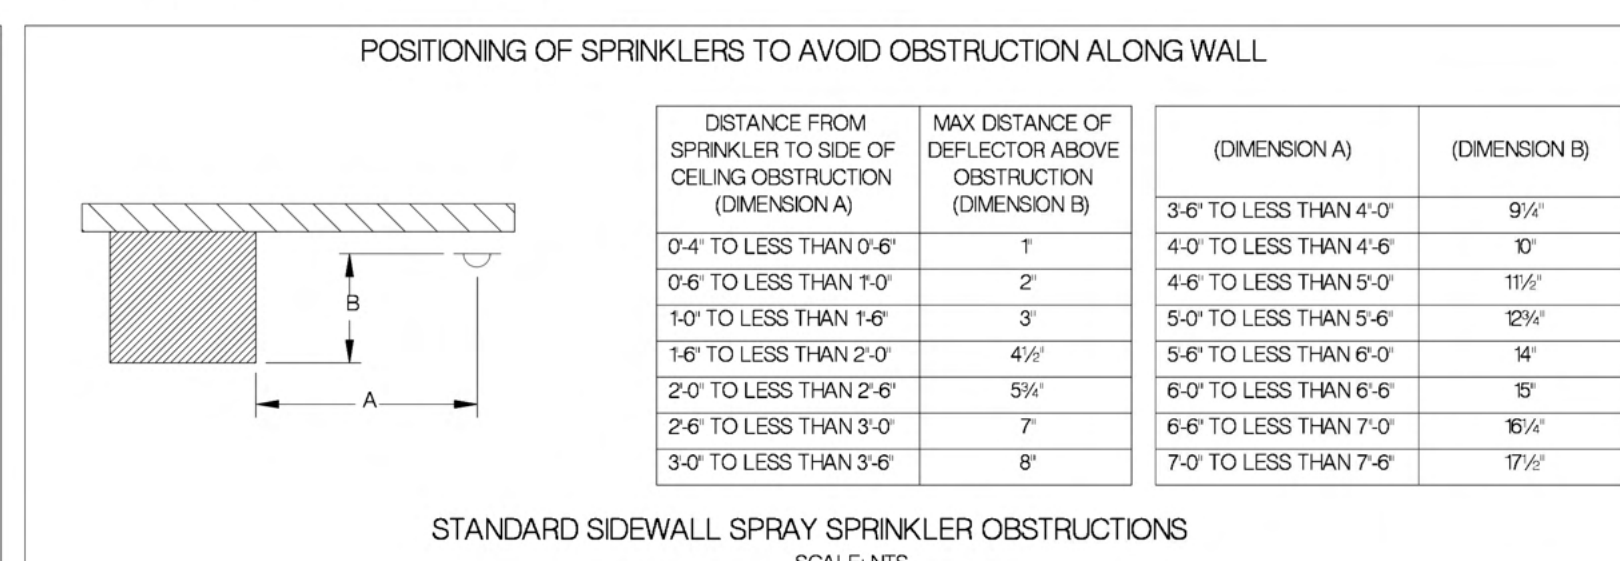 POSITIONING OF SPRINKLERS TO AVOID OBSTRUCTION ALONG WALL
B
A
DISTANCE FROM
SPRINKLER TO SIDE OF
CEILING OBSTRUCTION
(DIMENSION A)
MAX DISTANCE OF
DEFLECTOR ABOVE
OBSTRUCTION
(DIMENSION B)
0'-4" TO LESS THAN 0'-6" 1"
0'-6" TO LESS THAN 1'-0" 2"
1'-0" TO LESS THAN 1'-6" 3"
1'-6" TO LESS THAN 2'-0" 4½"
2'-0" TO LESS THAN 2'-6" 5¾"
2'-6" TO LESS THAN 3'-0" 7"
3'-0" TO LESS THAN 3'-6" 8"
(DIMENSION A) (DIMENSION B)
3'-6" TO LESS THAN 4'-0" 9¼"
4'-0" TO LESS THAN 4'-6" 10"
4'-6" TO LESS THAN 5'-0" 11½"
5'-0" TO LESS THAN 5'-6" 12¾"
5'-6" TO LESS THAN 6'-0" 14"
6'-0" TO LESS THAN 6'-6" 15"
6'-6" TO LESS THAN 7'-0" 16¼"
7'-0" TO LESS THAN 7'-6" 17½"
STANDARD SIDEWALL SPRAY SPRINKLER OBSTRUCTIONS
SCALE: NTS